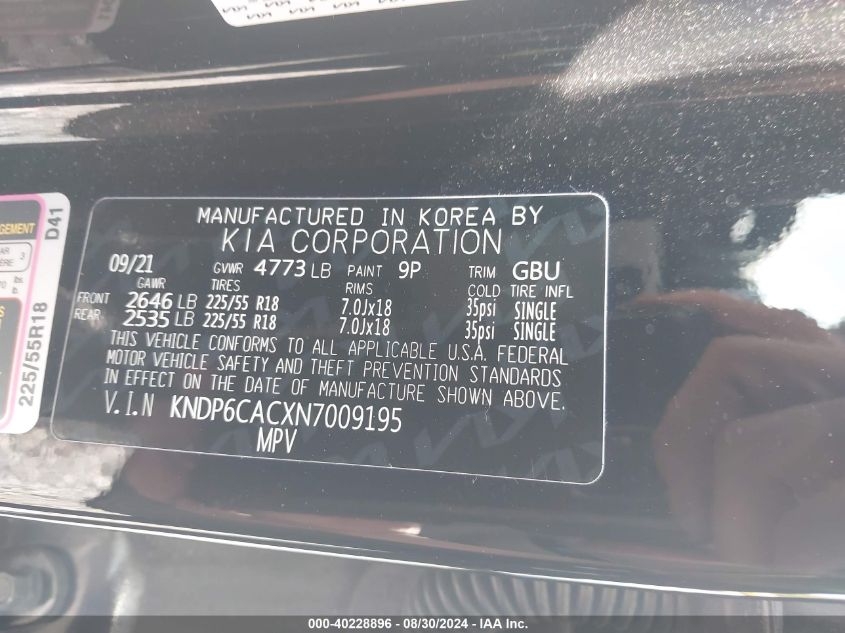 MANUFACTURED IN KOREA BY
KIA CORPORATION
09/21 GVWR 4773 LB PAINT 9P TRIM GBU
GAWR TIRES RIMS COLD TIRE INFL
FRONT 2646 LB 225/55 R18 7.0Jx18 35psi SINGLE
REAR 2535 LB 225/55 R18 7.0Jx18 35psi SINGLE
THIS VEHICLE CONFORMS TO ALL APPLICABLE U.S.A. FEDERAL
MOTOR VEHICLE SAFETY AND THEFT PREVENTION STANDARDS
IN EFFECT ON THE DATE OF MANUFACTURE SHOWN ABOVE.
V.I.N KNDP6CACXN7009195
MPV
D41
225/55R18
000-40228896 - 08/30/2024 - IAA Inc.